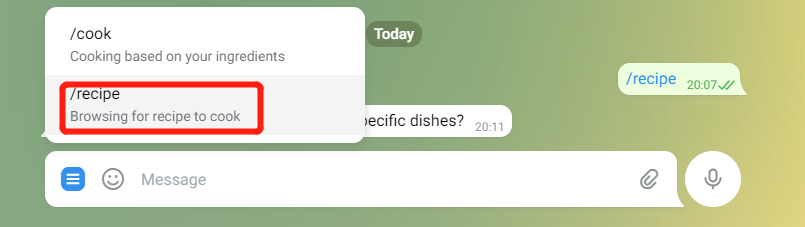 /cook
Cooking based on your ingredients
Today
/recipe
Browsing for recipe to cook
/recipe 20:07
dishes? 20:11
Message